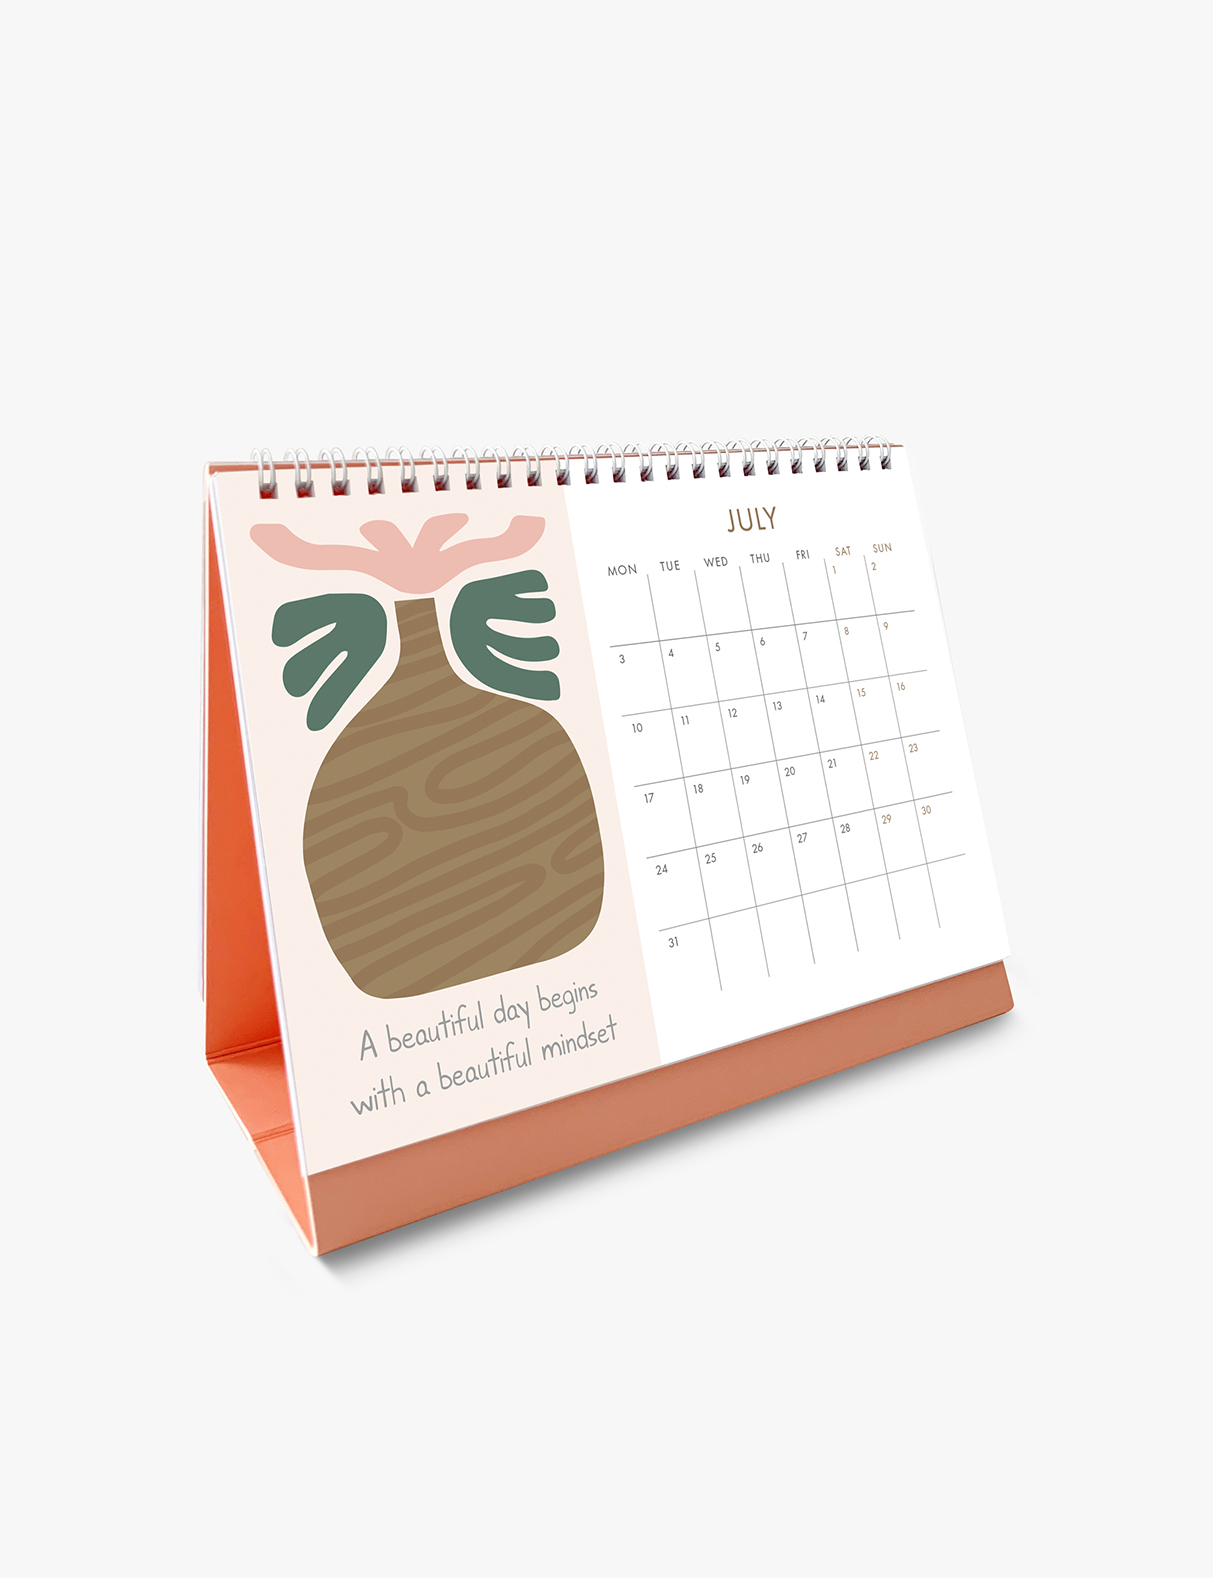 A beautiful day begins
with a beautiful mindset
JULY
MON TUE WED THU FRI SAT SUN
1 2
3 4 5 6 7 8 9
10 11 12 13 14 15 16
17 18 19 20 21 22 23
24 25 26 27 28 29 30
31